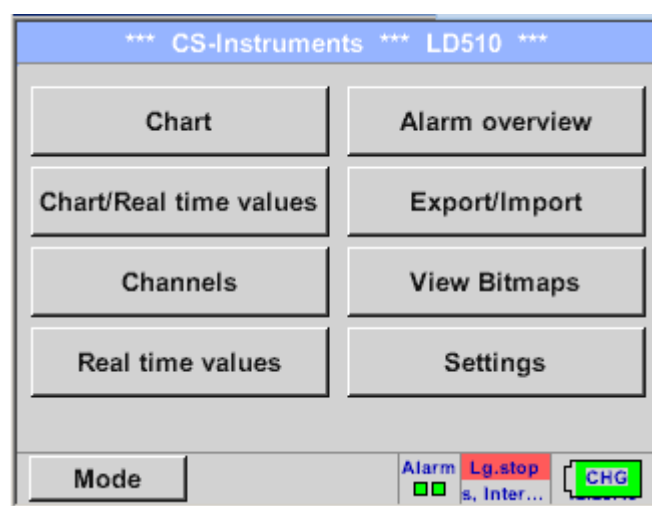 *** CS-Instruments *** LD510 ***
Chart
Alarm overview
Chart/Real time values
Export/Import
Channels
View Bitmaps
Real time values
Settings
Mode
Alarm
Lg.stop
s, Inter...
CHG